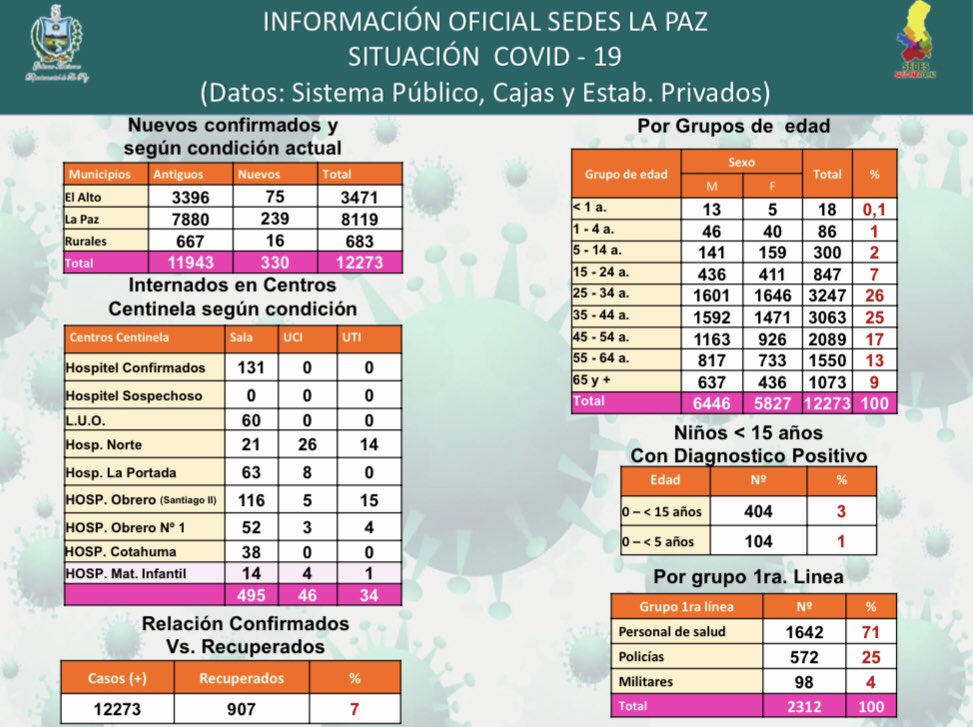 INFORMACIÓN OFICIAL SEDES LA PAZ
SITUACIÓN COVID - 19
(Datos: Sistema Público, Cajas y Estab. Privados)
SEDES
Nuevos confirmados y
según condición actual
Municipios Antiguos Nuevos Total
El Alto 3396 75 3471
La Paz 7880 239 8119
Rurales 667 16 683
Total 11943 330 12273
Internados en Centros
Centinela según condición
Centros Centinela Sala UCI UTI
Hospitel Confirmados 131 0 0
Hospitel Sospechoso 0 0 0
L.U.O. 60 0 0
Hosp. Norte 21 26 14
Hosp. La Portada 63 8 0
HOSP. Obrero (Santiago II) 116 5 15
HOSP. Obrero Nº 1 52 3 4
HOSP. Cotahuma 38 0 0
HOSP. Mat. Infantil 14 4 1
495 46 34
Relación Confirmados
Vs. Recuperados
Casos (+) Recuperados %
12273 907 7
Por Grupos de edad
Grupo de edad Sexo Total %
M F
< 1 a. 13 5 18 0,1
1 - 4 a. 46 40 86 1
5 - 14 a. 141 159 300 2
15 - 24 a. 436 411 847 7
25 - 34 a. 1601 1646 3247 26
35 - 44 a. 1592 1471 3063 25
45 - 54 a. 1163 926 2089 17
55 - 64 a. 817 733 1550 13
65 y + 637 436 1073 9
Total 6446 5827 12273 100
Niños < 15 años
Con Diagnostico Positivo
Edad Nº %
0 – < 15 años 404 3
0 – < 5 años 104 1
Por grupo 1ra. Linea
Grupo 1ra línea Nº %
Personal de salud 1642 71
Policías 572 25
Militares 98 4
Total 2312 100